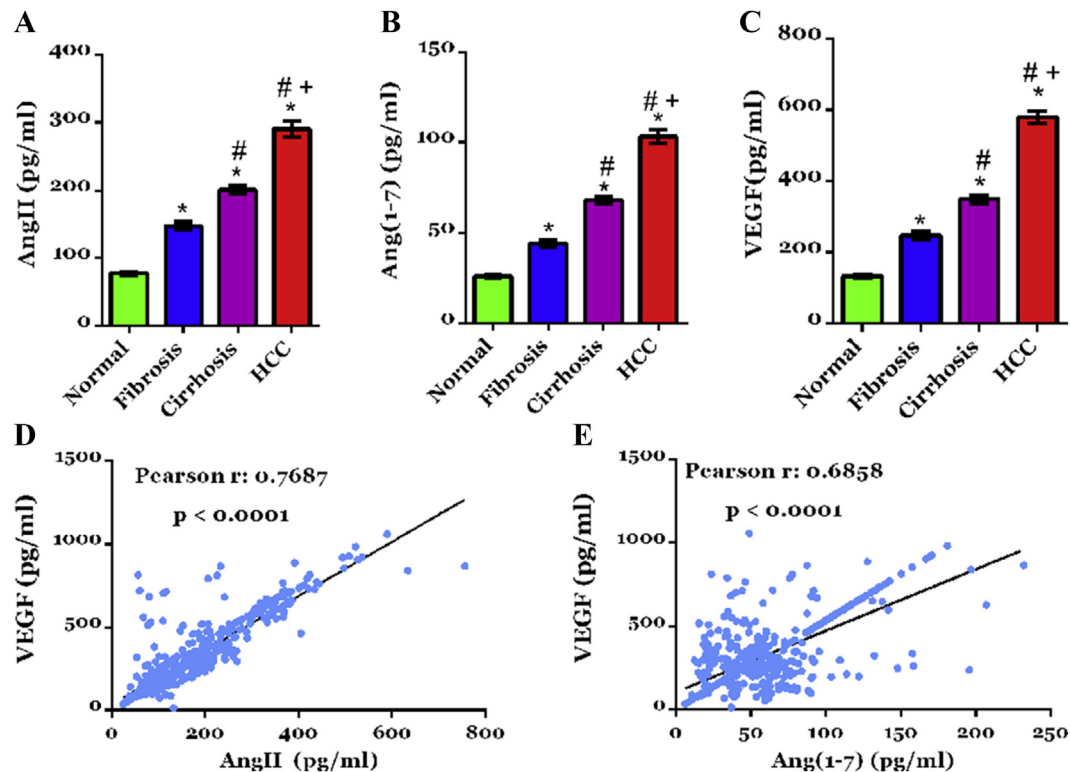 A
AngII (pg/ml)
400
300
200
100
0
*
#
*
# +
*
Normal
Fibrosis
Cirrhosis
HCC
B
Ang(1-7) (pg/ml)
150
100
50
0
*
#
*
# +
*
Normal
Fibrosis
Cirrhosis
HCC
C
VEGF(pg/ml)
800
600
400
200
0
*
#
*
# +
*
Normal
Fibrosis
Cirrhosis
HCC
D
Pearson r: 0.7687
p < 0.0001
VEGF (pg/ml)
1500
1000
500
0
0 200 400 600 800
AngII (pg/ml)
E
Pearson r: 0.6858
p < 0.0001
VEGF (pg/ml)
1500
1000
500
0
0 50 100 150 200 250
Ang(1-7) (pg/ml)